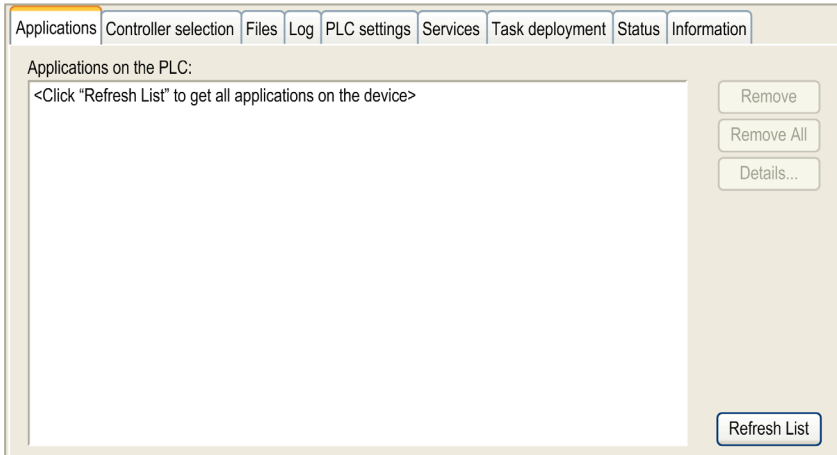 Applications Controller selection Files Log PLC settings Services Task deployment Status Information
Applications on the PLC:
<Click “Refresh List” to get all applications on the device>
Remove
Remove All
Details...
Refresh List